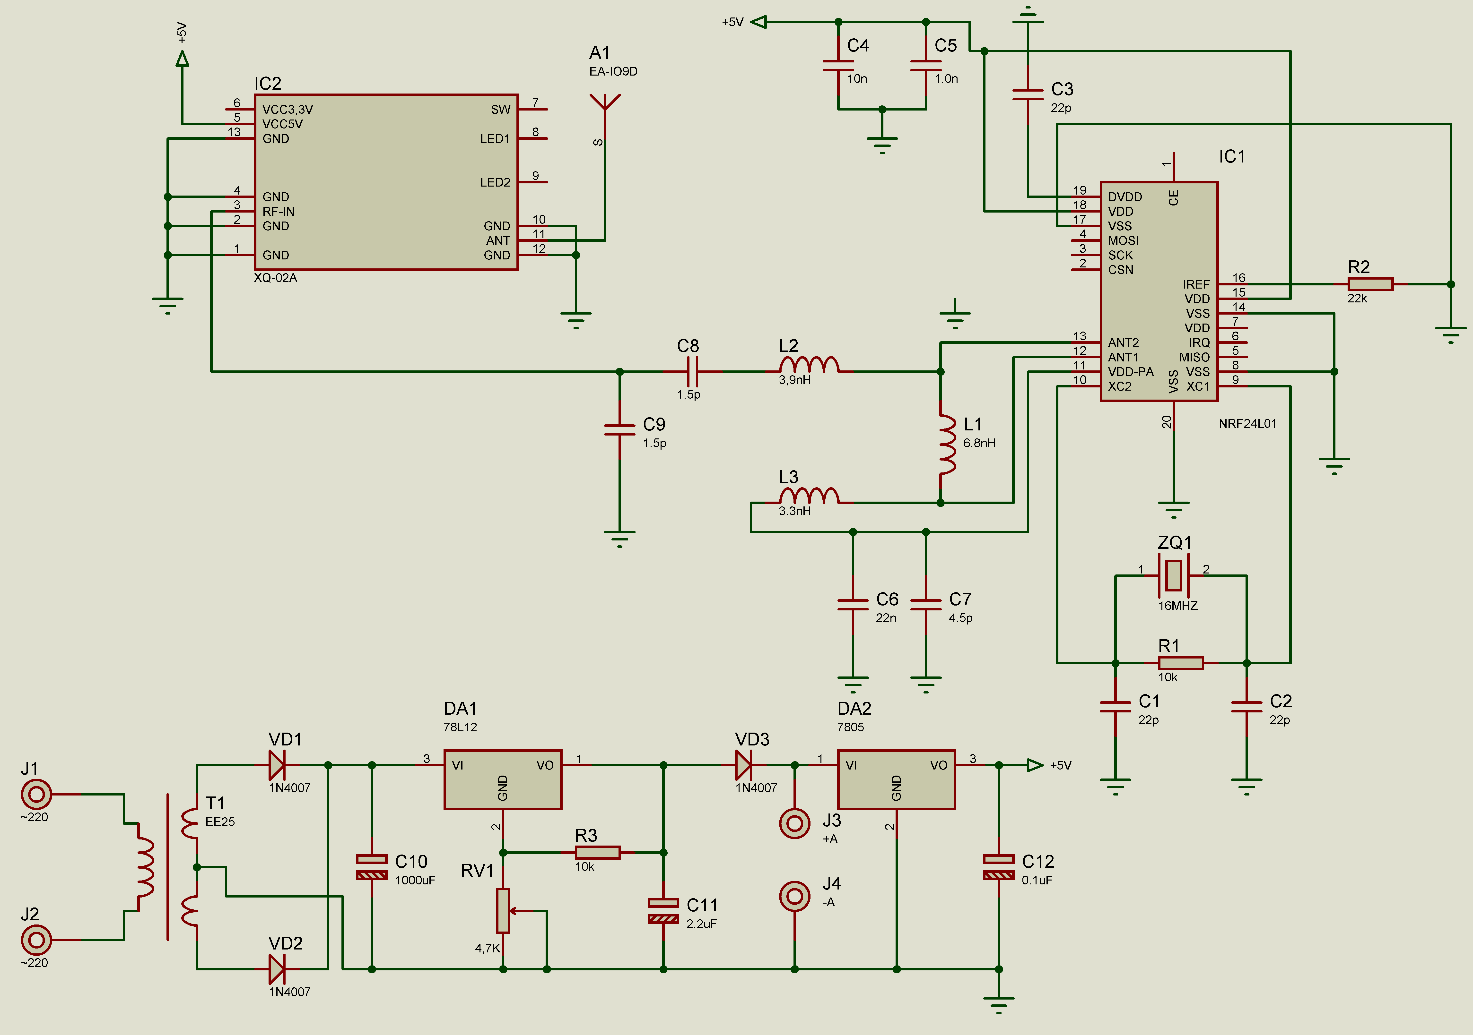 +5V
IC2
6 VCC3,3V
5 VCC5V
13 GND
4 GND
3 RF-IN
2 GND
1 GND
SW 7
LED1 8
LED2 9
GND 10
ANT 11
GND 12
XQ-02A
A1
EA-IO9D
S
+5V
C4
10n
C5
1.0n
C3
22p
IC1
1
CE
19 DVDD
18 VDD
17 VSS
4 MOSI
3 SCK
2 CSN
13 ANT2
12 ANT1
11 VDD-PA
10 XC2
IREF 16
VDD 15
VSS 14
VDD 7
IRQ 6
MISO 5
VSS 8
XC1 9
VSS
20
NRF24L01
R2
22k
C8
1.5p
L2
3,9nH
C9
1.5p
L1
6.8nH
L3
3.3nH
C6
22n
C7
4.5p
ZQ1
1 2
16MHZ
R1
10k
C1
22p
C2
22p
J1
~220
J2
~220
T1
EE25
VD1
1N4007
VD2
1N4007
C10
1000uF
DA1
78L12
3 VI VO 1
GND
2
R3
10k
RV1
4,7K
C11
2.2uF
VD3
1N4007
J3
+A
J4
-A
DA2
7805
1 VI VO 3
GND
2
+5V
C12
0.1uF